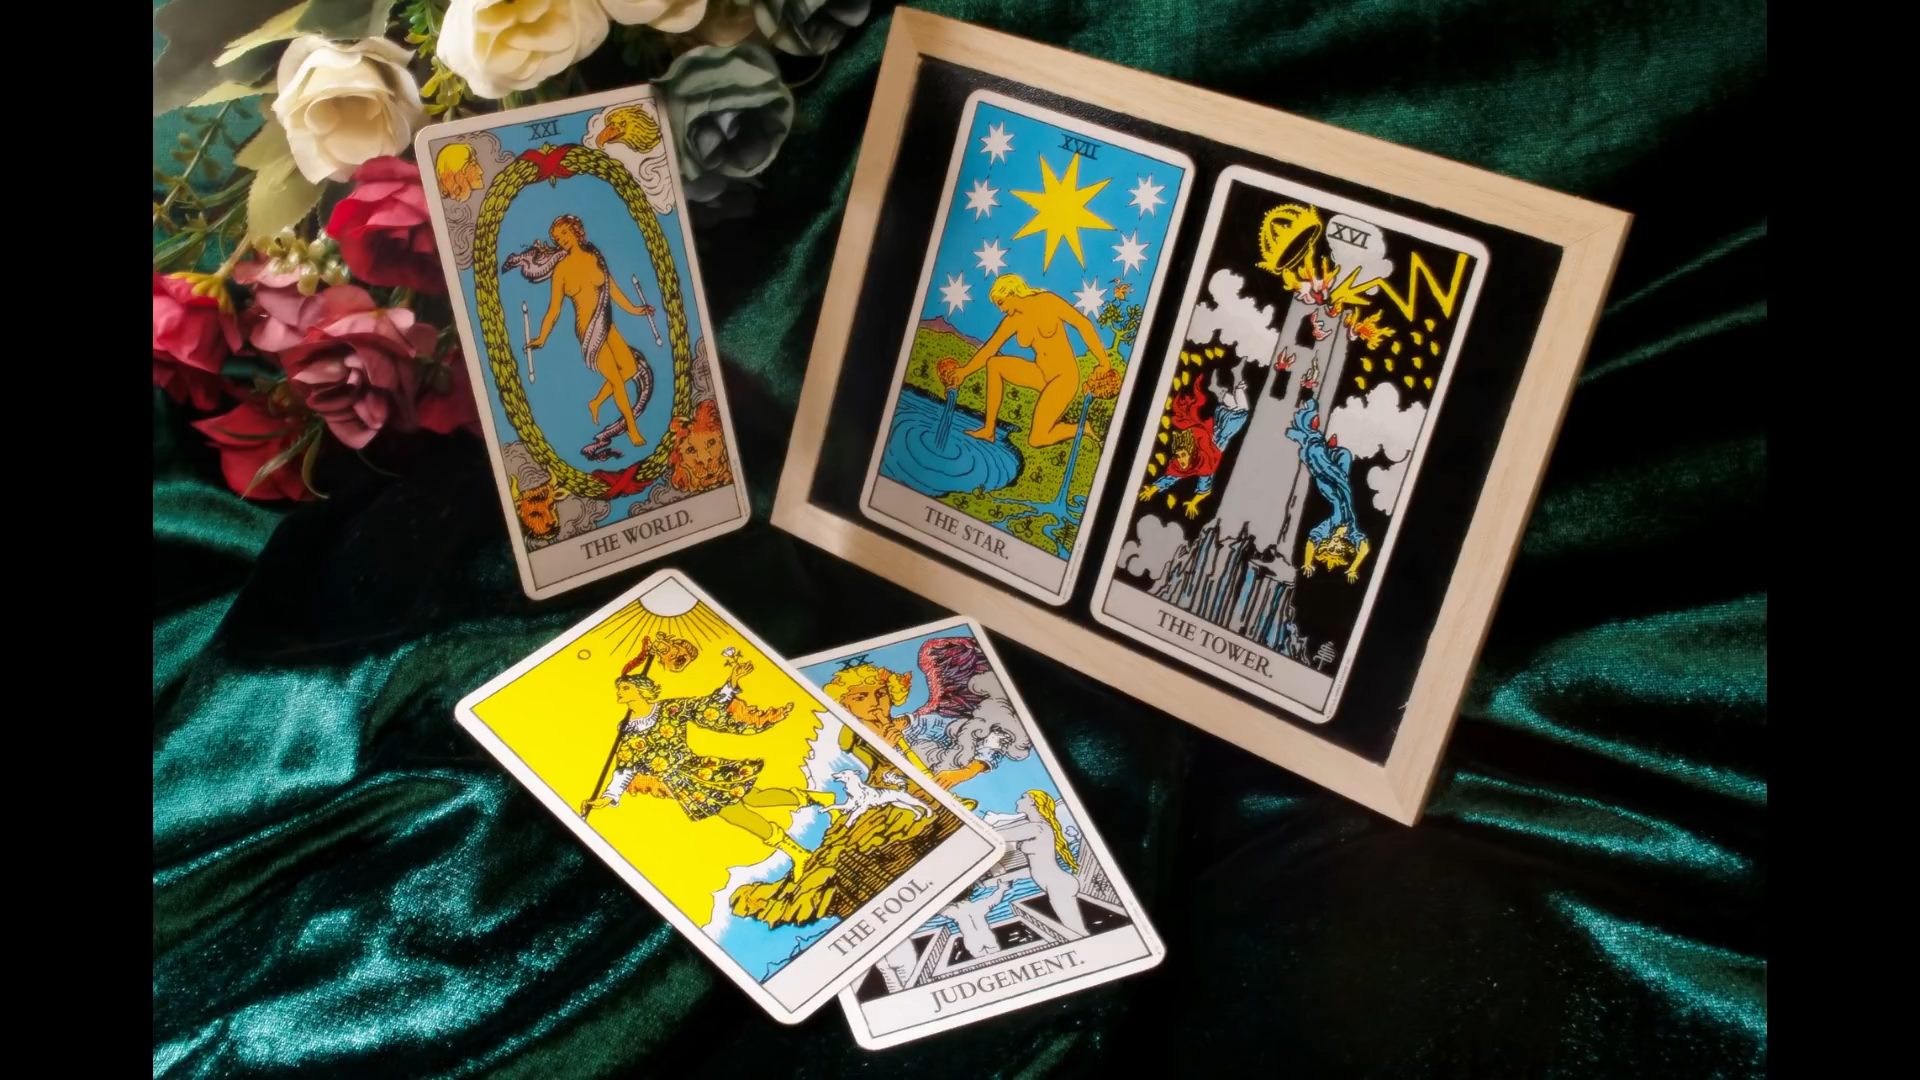 XXI
THE WORLD.
XVII
THE STAR.
XVI
THE TOWER.
THE FOOL.
XX
JUDGEMENT.